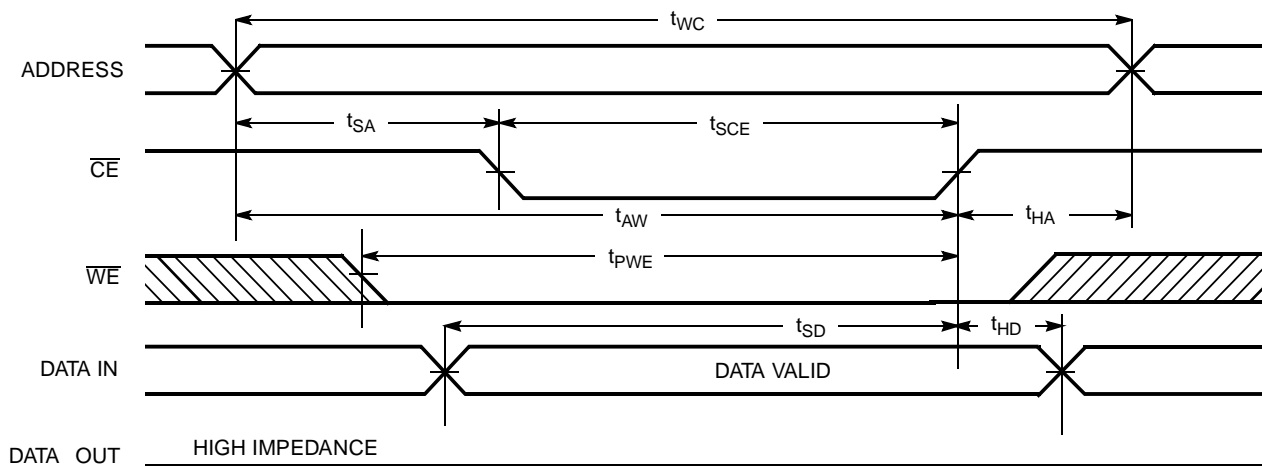 tWC
ADDRESS
tSA
tSCE
CE
tAW
tHA
WE
tPWE
tSD
tHD
DATA IN
DATA VALID
DATA OUT
HIGH IMPEDANCE